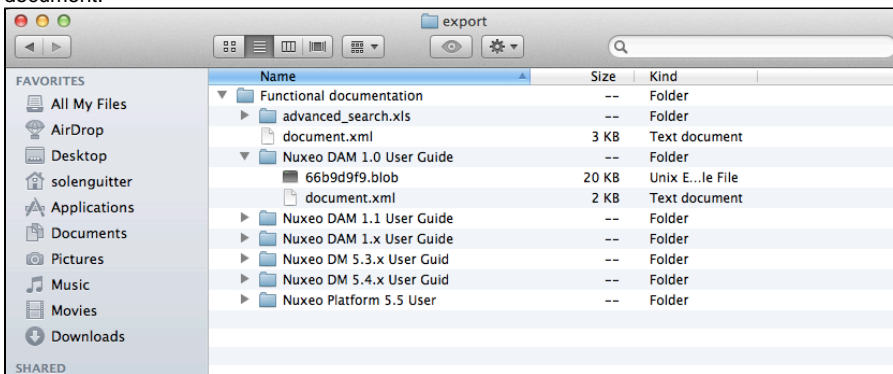 document.
export
Name Size Kind
FAVORITES
All My Files
AirDrop
Desktop
solenguitter
Applications
Documents
Pictures
Music
Movies
Downloads
SHARED
Functional documentation -- Folder
advanced_search.xls -- Folder
document.xml 3 KB Text document
Nuxeo DAM 1.0 User Guide -- Folder
66b9d9f9.blob 20 KB Unix E...le File
document.xml 2 KB Text document
Nuxeo DAM 1.1 User Guide -- Folder
Nuxeo DAM 1.x User Guide -- Folder
Nuxeo DM 5.3.x User Guid -- Folder
Nuxeo DM 5.4.x User Guid -- Folder
Nuxeo Platform 5.5 User -- Folder